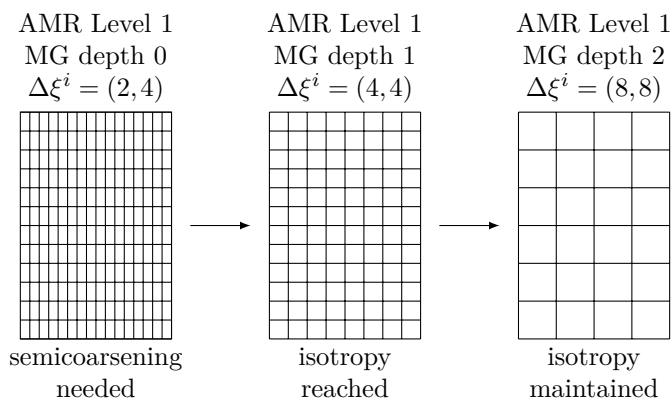 AMR Level 1
MG depth 0
Δξ^i = (2, 4)
semicoarsening
needed
AMR Level 1
MG depth 1
Δξ^i = (4, 4)
isotropy
reached
AMR Level 1
MG depth 2
Δξ^i = (8, 8)
isotropy
maintained